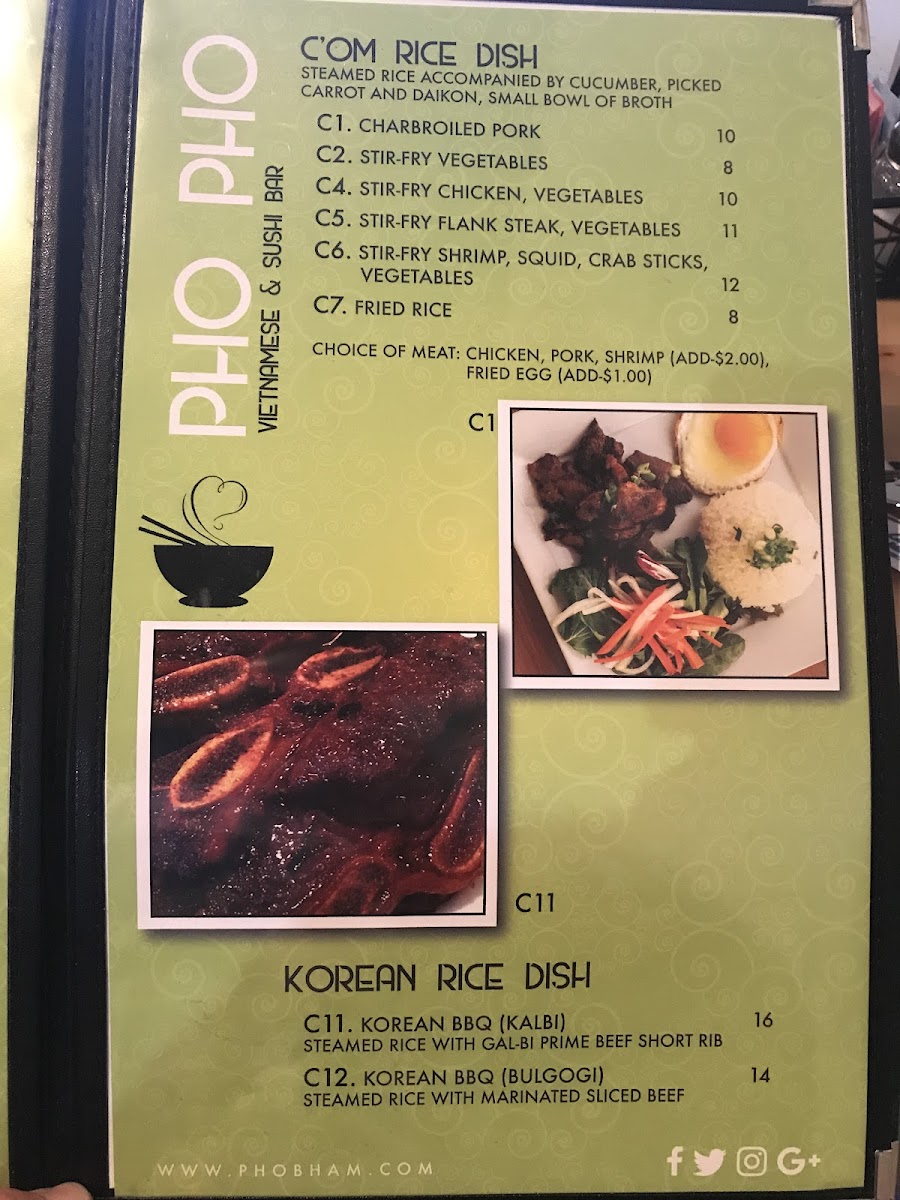 PHO PHO
VIETNAMESE & SUSHI BAR
C'OM RICE DISH
STEAMED RICE ACCOMPANIED BY CUCUMBER, PICKED
CARROT AND DAIKON, SMALL BOWL OF BROTH
C1. CHARBROILED PORK 10
C2. STIR-FRY VEGETABLES 8
C4. STIR-FRY CHICKEN, VEGETABLES 10
C5. STIR-FRY FLANK STEAK, VEGETABLES 11
C6. STIR-FRY SHRIMP, SQUID, CRAB STICKS,
VEGETABLES 12
C7. FRIED RICE 8
CHOICE OF MEAT: CHICKEN, PORK, SHRIMP (ADD-$2.00),
FRIED EGG (ADD-$1.00)
C1
C11
KOREAN RICE DISH
C11. KOREAN BBQ (KALBI) 16
STEAMED RICE WITH GAL-BI PRIME BEEF SHORT RIB
C12. KOREAN BBQ (BULGOGI) 14
STEAMED RICE WITH MARINATED SLICED BEEF
WWW.PHOBHAM.COM
f G+